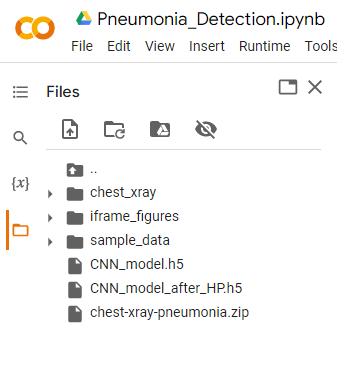 Pneumonia_Detection.ipynb
File Edit View Insert Runtime Tools
Files
{x}
..
chest_xray
iframe_figures
sample_data
CNN_model.h5
CNN_model_after_HP.h5
chest-xray-pneumonia.zip